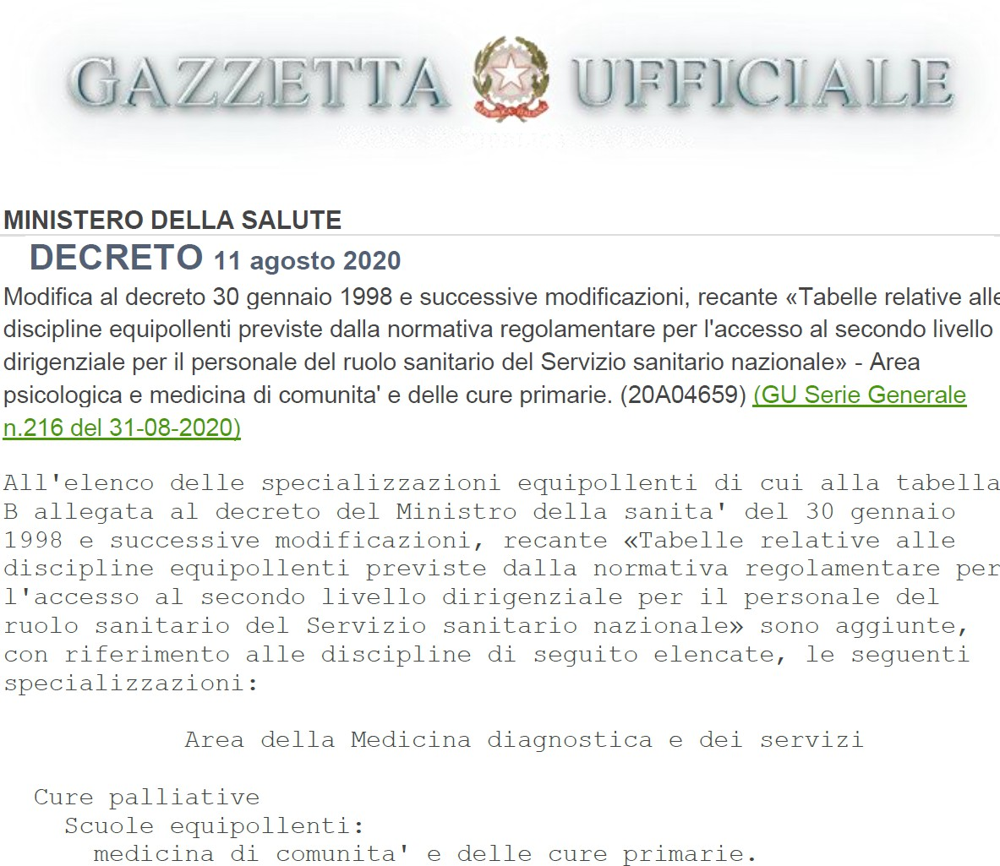 GAZZETTA UFFICIALE
REPUBBLICA ITALIANA
MINISTERO DELLA SALUTE
DECRETO 11 agosto 2020
Modifica al decreto 30 gennaio 1998 e successive modificazioni, recante «Tabelle relative alle
discipline equipollenti previste dalla normativa regolamentare per l'accesso al secondo livello
dirigenziale per il personale del ruolo sanitario del Servizio sanitario nazionale» - Area
psicologica e medicina di comunita' e delle cure primarie. (20A04659) (GU Serie Generale
n.216 del 31-08-2020)
All'elenco delle specializzazioni equipollenti di cui alla tabella
B allegata al decreto del Ministro della sanita' del 30 gennaio
1998 e successive modificazioni, recante «Tabelle relative alle
discipline equipollenti previste dalla normativa regolamentare per
l'accesso al secondo livello dirigenziale per il personale del
ruolo sanitario del Servizio sanitario nazionale» sono aggiunte,
con riferimento alle discipline di seguito elencate, le seguenti
specializzazioni:
Area della Medicina diagnostica e dei servizi
Cure palliative
Scuole equipollenti:
medicina di comunita' e delle cure primarie.